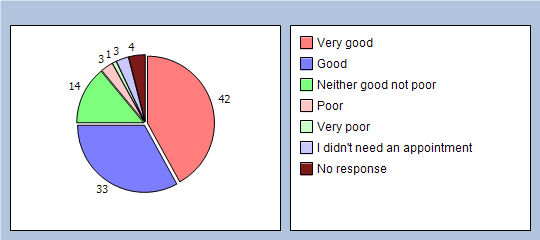 4
3
1
3
14
42
33
Very good
Good
Neither good not poor
Poor
Very poor
I didn't need an appointment
No response